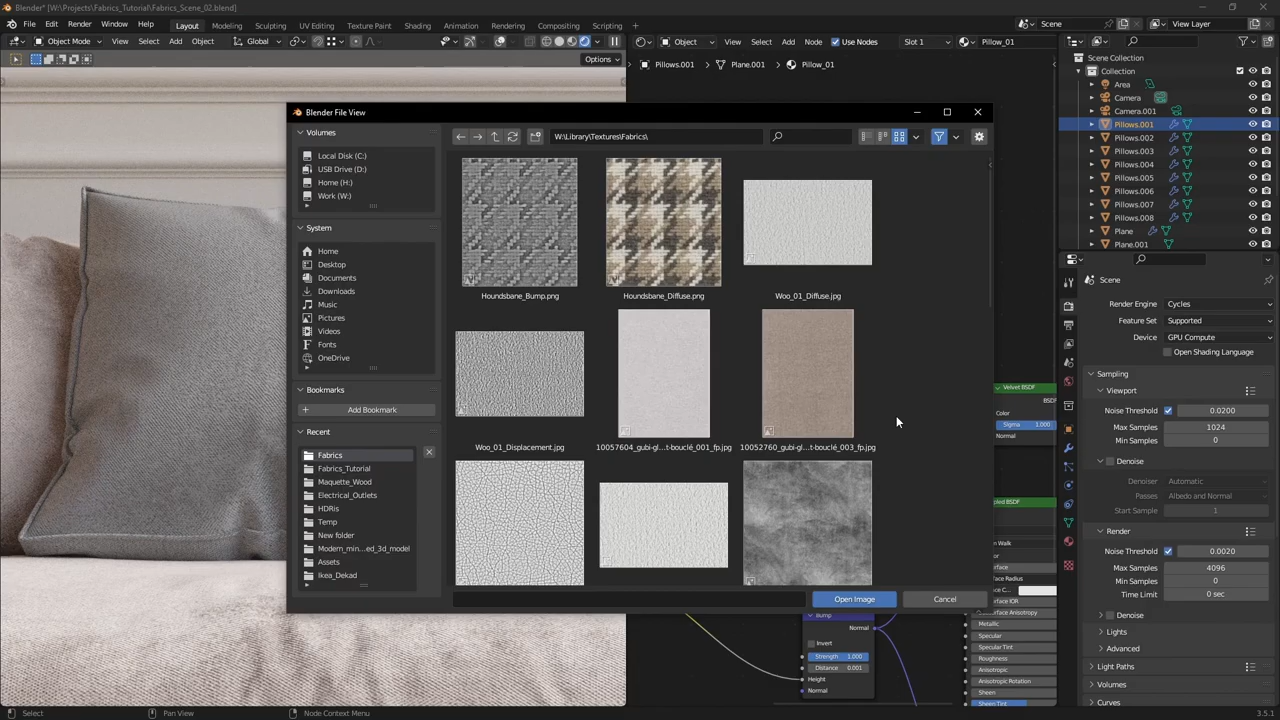 Blender* [W:\Projects\Fabrics_Tutorial\Fabrics_Scene_02.blend]
File Edit Render Window Help Layout Modeling Sculpting UV Editing Texture Paint Shading Animation Rendering Compositing Scripting Scene View Layer
Object Mode View Select Add Object Global Object View Select Add Node Use Nodes Slot 1 Pillow_01
Options
Pillows.001 Plane.001 Pillow_01
Scene Collection
Collection
Area
Camera
Camera.001
Pillows.001
Pillows.002
Pillows.003
Pillows.004
Pillows.005
Pillows.006
Pillows.007
Pillows.008
Plane
Plane.001
Blender File View
Volumes
Local Disk (C:)
USB Drive (D:)
Home (H:)
Work (W:)
System
Home
Desktop
Documents
Downloads
Music
Pictures
Videos
Fonts
OneDrive
Bookmarks
Add Bookmark
Recent
Fabrics
Fabrics_Tutorial
Maquette_Wood
Electrical_Outlets
HDRis
Temp
New folder
Modern_min...ed_3d_model
Assets
Ikea_Dekad
W:\Library\Textures\Fabrics\
Houndsbane_Bump.png
Houndsbane_Diffuse.png
Woo_01_Diffuse.jpg
Woo_01_Displacement.jpg
10057604_gubi-gl...t-bouclé_001_fp.jpg
10052760_gubi-gl...t-bouclé_003_fp.jpg
Open Image
Cancel
Velvet BSDF
Color
Sigma 1.000
Normal
Bump
Normal
Invert
Strength 1.000
Distance 0.001
Height
Normal
Metallic
Specular
Specular Tint
Roughness
Anisotropic
Anisotropic Rotation
Sheen
Sheen Tint
Scene
Render Engine Cycles
Feature Set Supported
Device GPU Compute
Open Shading Language
Sampling
Viewport
Noise Threshold 0.0200
Max Samples 1024
Min Samples 0
Denoise
Denoiser Automatic
Passes Albedo and Normal
Start Sample 1
Render
Noise Threshold 0.0020
Max Samples 4096
Min Samples 0
Time Limit 0 sec
Denoise
Lights
Advanced
Light Paths
Volumes
Curves
Select Pan View Node Context Menu 3.5.1